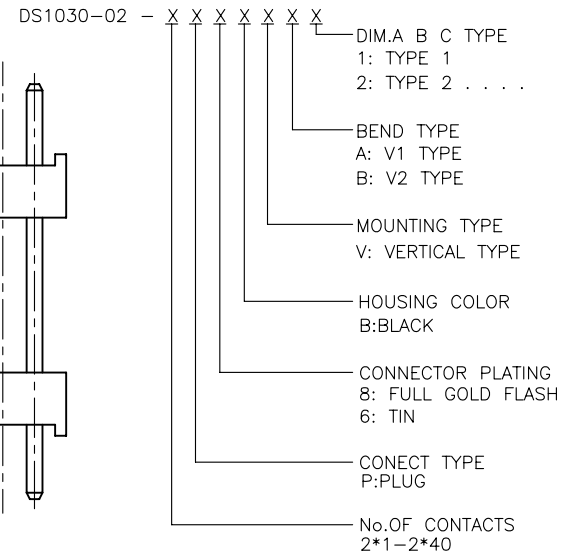 DS1030-02 - X X X X X X X
DIM.A B C TYPE
1: TYPE 1
2: TYPE 2 . . . .
BEND TYPE
A: V1 TYPE
B: V2 TYPE
MOUNTING TYPE
V: VERTICAL TYPE
HOUSING COLOR
B:BLACK
CONNECTOR PLATING
8: FULL GOLD FLASH
6: TIN
CONECT TYPE
P:PLUG
No.OF CONTACTS
2*1-2*40